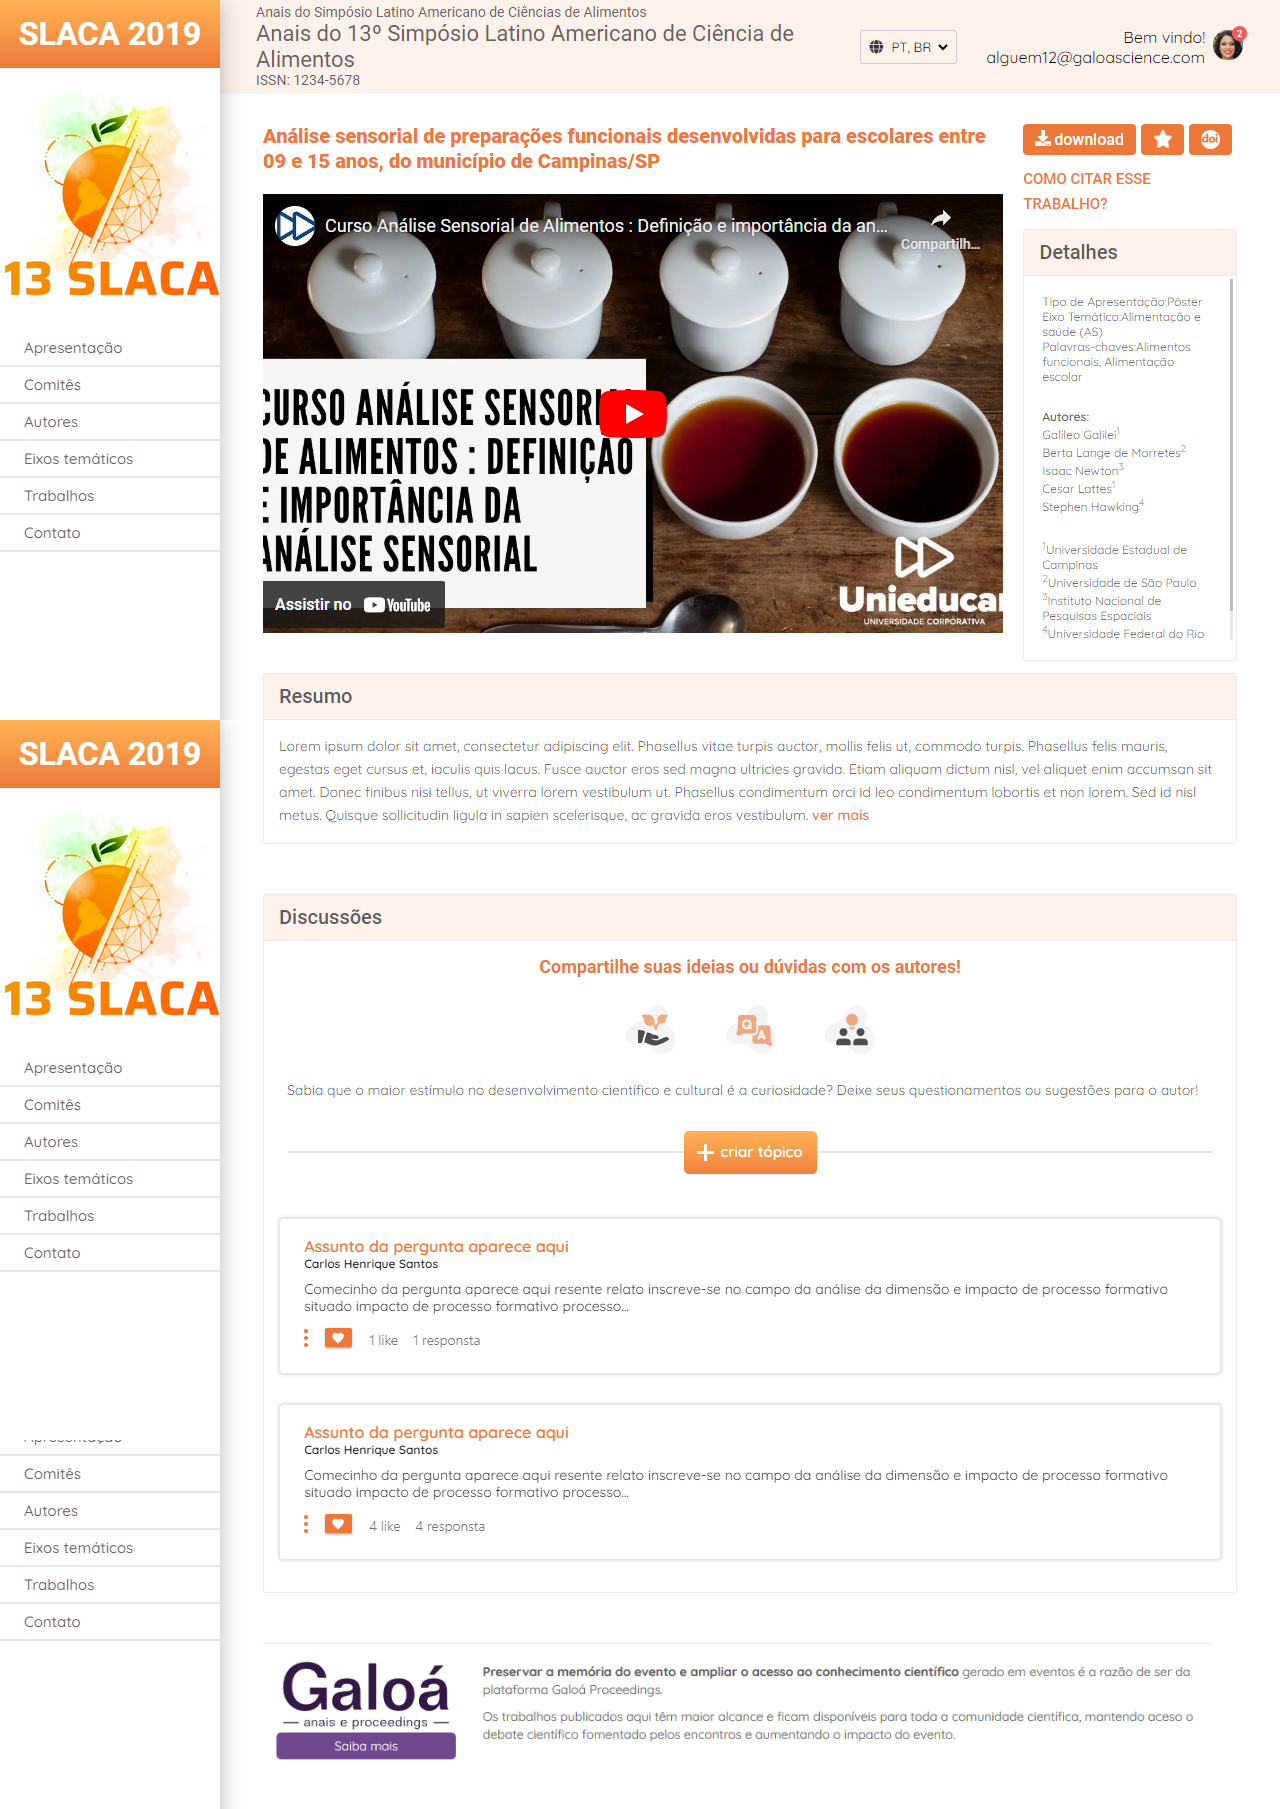 SLACA 2019
13 SLACA
Apresentação
Comitês
Autores
Eixos temáticos
Trabalhos
Contato
Anais do Simpósio Latino Americano de Ciências de Alimentos
Anais do 13º Simpósio Latino Americano de Ciência de
Alimentos
ISSN: 1234-5678
PT, BR
Bem vindo!
alguem12@galoascience.com
2
Análise sensorial de preparações funcionais desenvolvidas para escolares entre
09 e 15 anos, do município de Campinas/SP
download
doi
COMO CITAR ESSE
TRABALHO?
Curso Análise Sensorial de Alimentos : Definição e importância da an...
Compartilh...
CURSO ANÁLISE SENSORIAL
DE ALIMENTOS : DEFINIÇÃO
E IMPORTÂNCIA DA
ANÁLISE SENSORIAL
Assistir no YouTube
Unieducar
UNIVERSIDADE CORPORATIVA
Detalhes
Tipo de Apresentação:Pôster
Eixo Temático:Alimentação e
saúde (AS)
Palavras-chaves:Alimentos
funcionais, Alimentação
escolar
Autores:
Galileo Galilei1
Berta Lange de Morretes2
Isaac Newton3
Cesar Lattes1
Stephen Hawking4
1Universidade Estadual de
Campinas
2Universidade de São Paulo
3Instituto Nacional de
Pesquisas Espaciais
4Universidade Federal do Rio
Resumo
Lorem ipsum dolor sit amet, consectetur adipiscing elit. Phasellus vitae turpis auctor, mollis felis ut, commodo turpis. Phasellus felis mauris,
egestas eget cursus et, iaculis quis lacus. Fusce auctor eros sed magna ultricies gravida. Etiam aliquam dictum nisl, vel aliquet enim accumsan sit
amet. Donec finibus nisi tellus, ut viverra lorem vestibulum ut. Phasellus condimentum orci id leo condimentum lobortis et non lorem. Sed id nisl
metus. Quisque sollicitudin ligula in sapien scelerisque, ac gravida eros vestibulum. ver mais
SLACA 2019
13 SLACA
Apresentação
Comitês
Autores
Eixos temáticos
Trabalhos
Contato
Discussões
Compartilhe suas ideias ou dúvidas com os autores!
Q
A
Sabia que o maior estímulo no desenvolvimento científico e cultural é a curiosidade? Deixe seus questionamentos ou sugestões para o autor!
criar tópico
Assunto da pergunta aparece aqui
Carlos Henrique Santos
Comecinho da pergunta aparece aqui resente relato inscreve-se no campo da análise da dimensão e impacto de processo formativo
situado impacto de processo formativo processo...
1 like 1 responsta
Assunto da pergunta aparece aqui
Carlos Henrique Santos
Comecinho da pergunta aparece aqui resente relato inscreve-se no campo da análise da dimensão e impacto de processo formativo
situado impacto de processo formativo processo...
4 like 4 responsta
Apresentação
Comitês
Autores
Eixos temáticos
Trabalhos
Contato
Galoá
anais e proceedings
Saiba mais
Preservar a memória do evento e ampliar o acesso ao conhecimento científico gerado em eventos é a razão de ser da
plataforma Galoá Proceedings.
Os trabalhos publicados aqui têm maior alcance e ficam disponíveis para toda a comunidade científica, mantendo aceso o
debate científico fomentado pelos encontros e aumentando o impacto do evento.